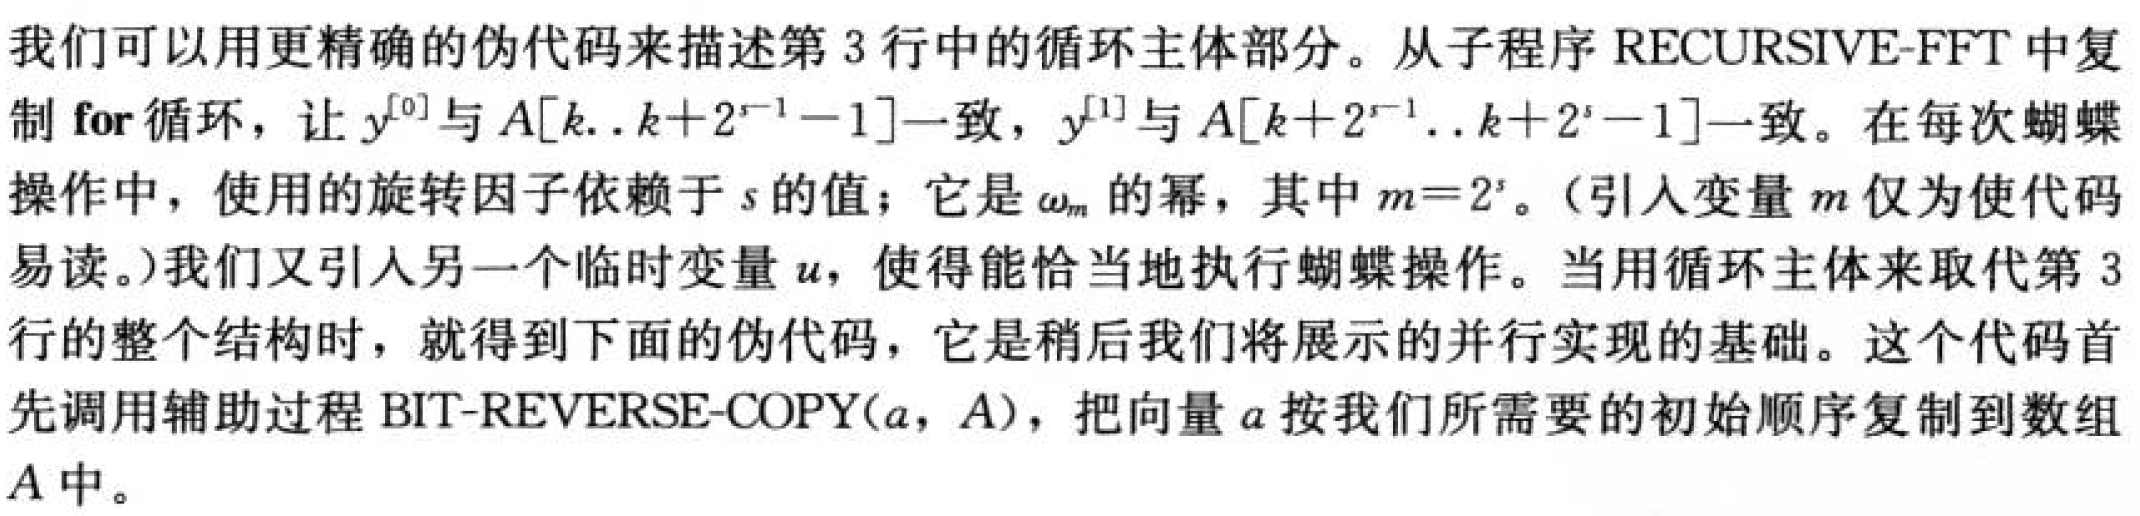 我们可以用更精确的伪代码来描述第 3 行中的循环主体部分。从子程序 RECURSIVE-FFT 中复
制 for 循环，让 y^{[0]} 与 A[k..k+2^{s-1}-1]一致，y^{[1]} 与 A[k+2^{s-1}..k+2^s-1]一致。在每次蝴蝶
操作中，使用的旋转因子依赖于 s 的值；它是 ω_m 的幂，其中 m=2^s。（引入变量 m 仅为使代码
易读。）我们又引入另一个临时变量 u，使得能恰当地执行蝴蝶操作。当用循环主体来取代第 3
行的整个结构时，就得到下面的伪代码，它是稍后我们将展示的并行实现的基础。这个代码首
先调用辅助过程 BIT-REVERSE-COPY(a，A)，把向量 a 按我们所需要的初始顺序复制到数组
A 中。